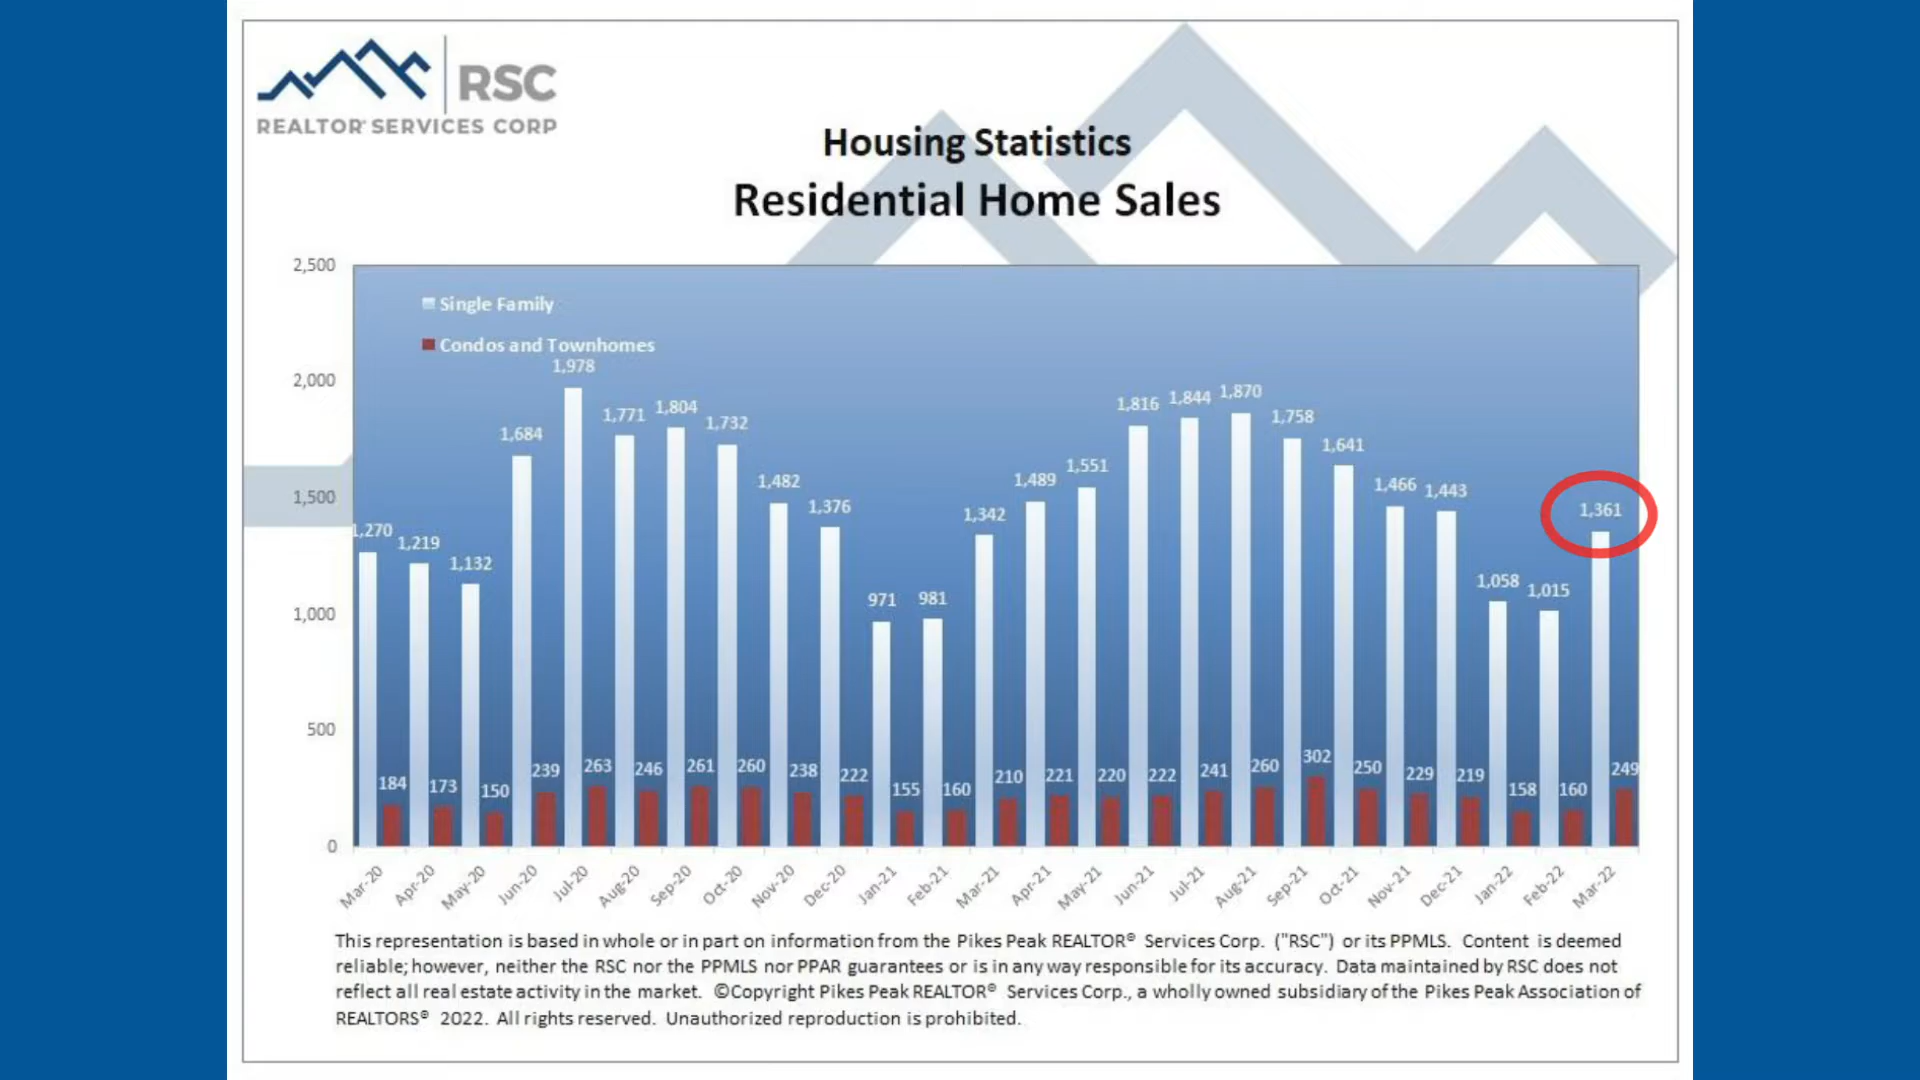 RSC
REALTOR® SERVICES CORP
Housing Statistics
Residential Home Sales
2,500
2,000
1,500
1,000
500
0
Single Family
Condos and Townhomes
1,270
1,219
1,132
1,684
1,978
1,771
1,804
1,732
1,482
1,376
971
981
1,342
1,489
1,551
1,816
1,844
1,870
1,758
1,641
1,466
1,443
1,058
1,015
1,361
184
173
150
239
263
246
261
260
238
222
155
160
210
221
220
222
241
260
302
250
229
219
158
160
249
Mar-20
Apr-20
May-20
Jun-20
Jul-20
Aug-20
Sep-20
Oct-20
Nov-20
Dec-20
Jan-21
Feb-21
Mar-21
Apr-21
May-21
Jun-21
Jul-21
Aug-21
Sep-21
Oct-21
Nov-21
Dec-21
Jan-22
Feb-22
Mar-22
This representation is based in whole or in part on information from the Pikes Peak REALTOR® Services Corp. ("RSC") or its PPMLS. Content is deemed
reliable; however, neither the RSC nor the PPMLS nor PPAR guarantees or is in any way responsible for its accuracy. Data maintained by RSC does not
reflect all real estate activity in the market. ©Copyright Pikes Peak REALTOR® Services Corp., a wholly owned subsidiary of the Pikes Peak Association of
REALTORS® 2022. All rights reserved. Unauthorized reproduction is prohibited.